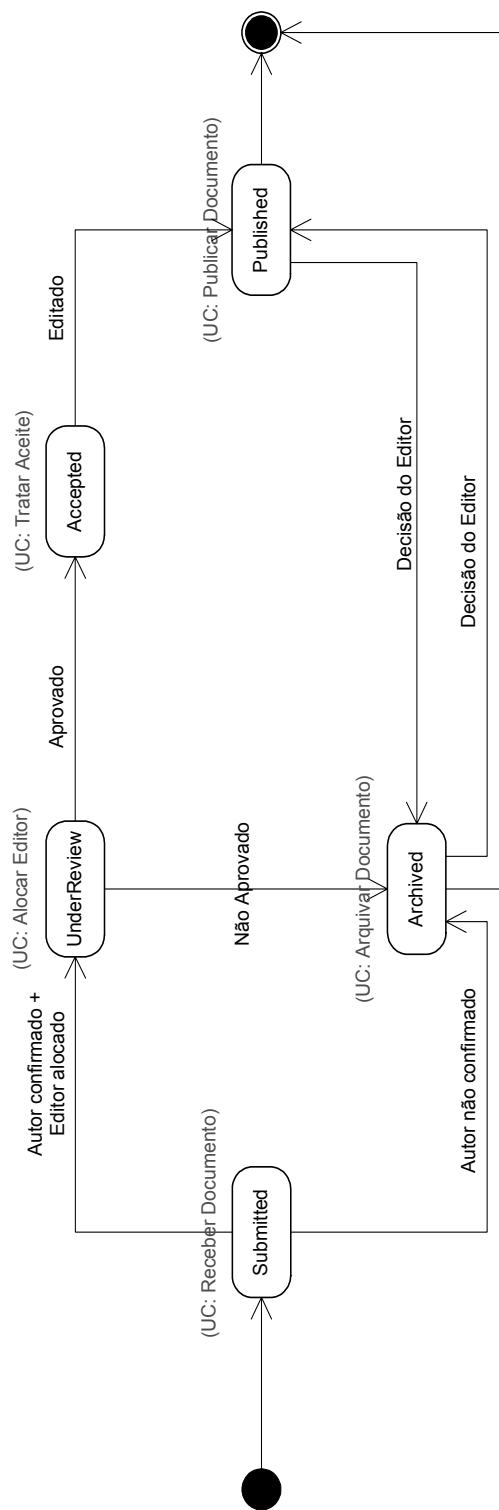 Autor confirmado +
Editor alocado
(UC: Alocar Editor)
UnderReview
Aprovado
(UC: Tratar Aceite)
Accepted
Editado
(UC: Receber Documento)
Submitted
Não Aprovado
(UC: Publicar Documento)
Published
(UC: Arquivar Documento)
Archived
Decisão do Editor
Autor não confirmado
Decisão do Editor